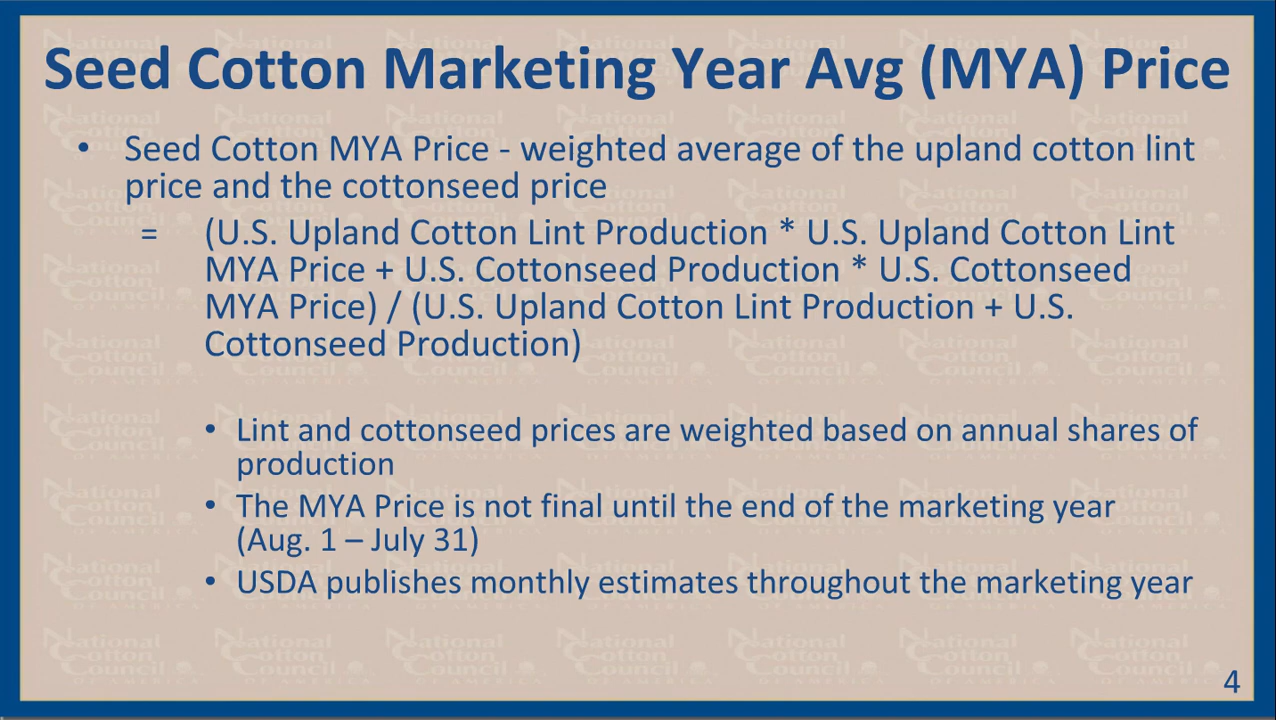 Seed Cotton Marketing Year Avg (MYA) Price
• Seed Cotton MYA Price - weighted average of the upland cotton lint
price and the cottonseed price
= (U.S. Upland Cotton Lint Production * U.S. Upland Cotton Lint
MYA Price + U.S. Cottonseed Production * U.S. Cottonseed
MYA Price) / (U.S. Upland Cotton Lint Production + U.S.
Cottonseed Production)
• Lint and cottonseed prices are weighted based on annual shares of
production
• The MYA Price is not final until the end of the marketing year
(Aug. 1 – July 31)
• USDA publishes monthly estimates throughout the marketing year
4